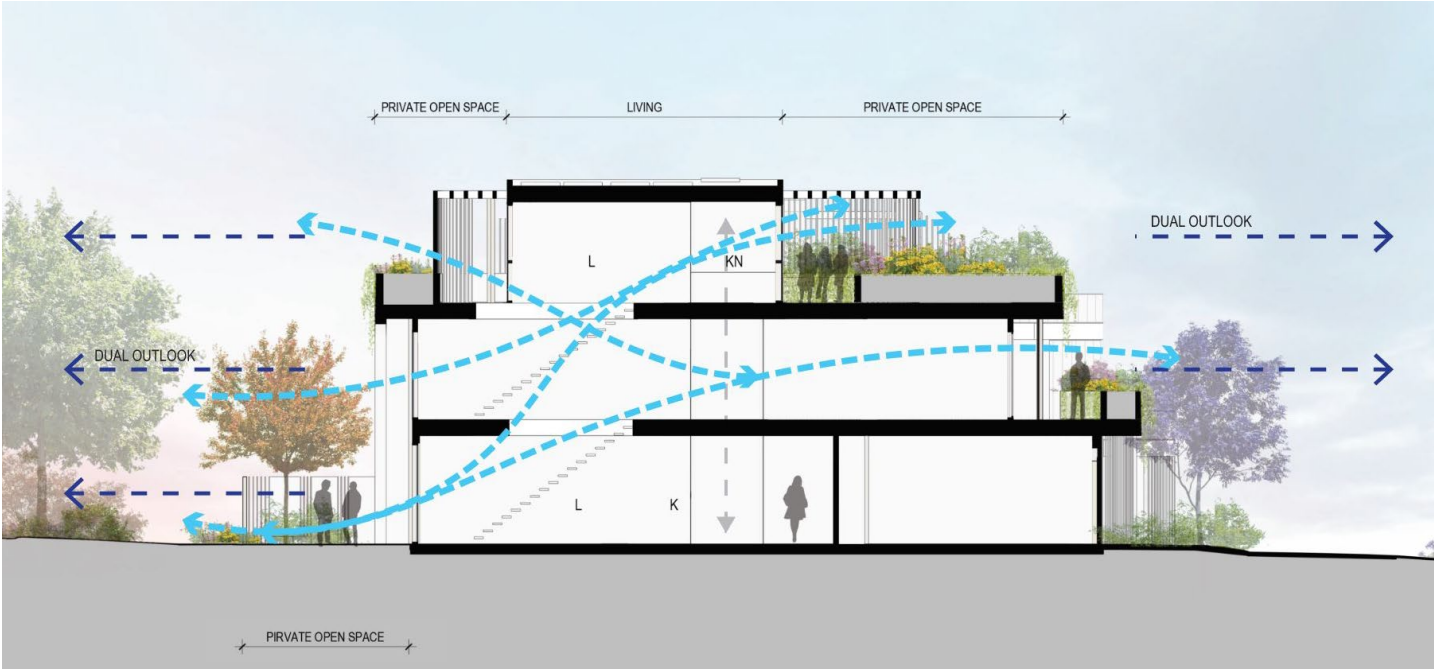 PRIVATE OPEN SPACE
LIVING
PRIVATE OPEN SPACE
DUAL OUTLOOK
L
KN
DUAL OUTLOOK
L
K
PIRVATE OPEN SPACE